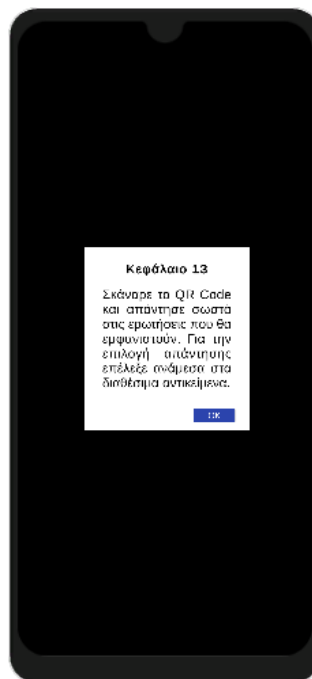 Κεφάλαιο 13
Σκάναρε το QR Code
και απάντησε σωστά
στις ερωτήσεις που θα
εμφανιστούν. Για την
επιλογή απάντησης
επέλεξε ανάμεσα στα
διαθέσιμα αντικείμενα.
OK